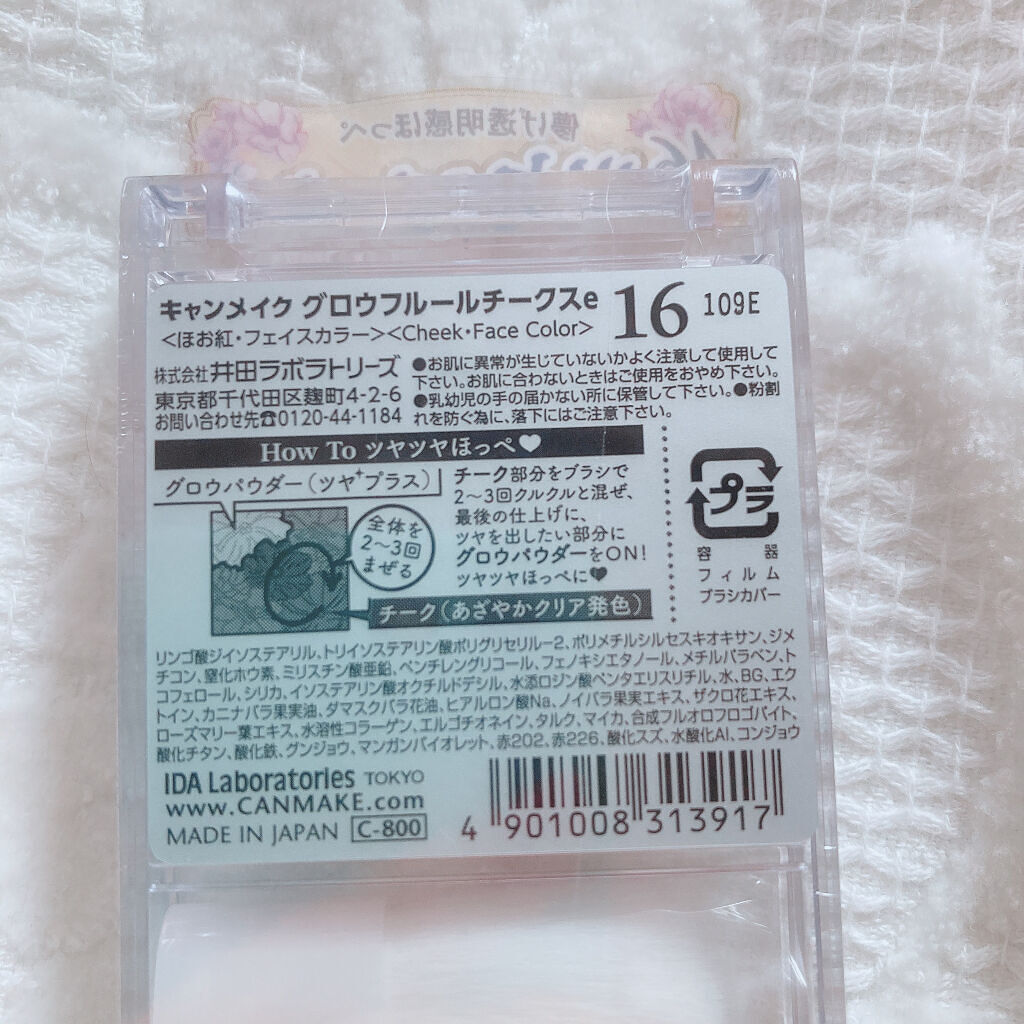 儚げ透明感ほっぺ
キャンメイク グロウフルールチークスe 16 109E
<ほお紅・フェイスカラー><Cheek・Face Color>
株式会社井田ラボラトリーズ
東京都千代田区麹町4-2-6
お問い合わせ先☎0120-44-1184
●お肌に異常が生じていないかよく注意して使用して
下さい。お肌に合わないときはご使用をおやめ下さい。
●乳幼児の手の届かない所に保管して下さい。●粉割
れを防ぐ為に、落下にはご注意下さい。
How To ツヤツヤほっぺ♥
グロウパウダー(ツヤ+プラス)
全体を
2〜3回
まぜる
チーク部分をブラシで
2〜3回クルクルと混ぜ、
最後の仕上げに、
ツヤを出したい部分に
グロウパウダーをON!
ツヤツヤほっぺに♥
チーク(あざやかクリア発色)
プラ
容器
フィルム
ブラシカバー
リンゴ酸ジイソステアリル、トリイソステアリン酸ポリグリセリル-2、ポリメチルシルセスキオキサン、ジメ
チコン、窒化ホウ素、ミリスチン酸亜鉛、ペンチレングリコール、フェノキシエタノール、メチルパラベン、ト
コフェロール、シリカ、イソステアリン酸オクチルドデシル、水添ロジン酸ペンタエリスリチル、水、BG、エク
トイン、カニナバラ果実油、ダマスクバラ花油、ヒアルロン酸Na、ノイバラ果実エキス、ザクロ花エキス、
ローズマリー葉エキス、水溶性コラーゲン、エルゴチオネイン、タルク、マイカ、合成フルオロフロゴパイト、
酸化チタン、酸化鉄、グンジョウ、マンガンバイオレット、赤202、赤226、酸化スズ、水酸化Al、コンジョウ
IDA Laboratories TOKYO
www.CANMAKE.com
MADE IN JAPAN C-800
4 901008 313917